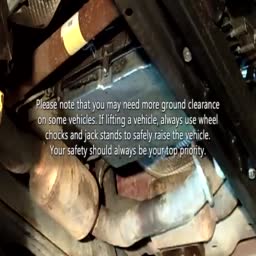 Please note that you may need more ground clearance
on some vehicles. If lifting a vehicle, always use wheel
chocks and jack stands to safely raise the vehicle.
Your safety should always be your top priority.